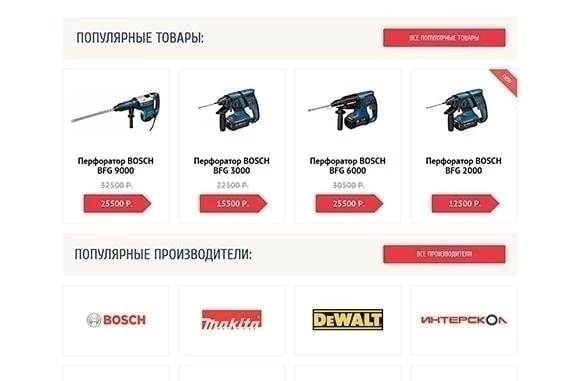 ПОПУЛЯРНЫЕ ТОВАРЫ:
ВСЕ ПОПУЛЯРНЫЕ ТОВАРЫ
Перфоратор BOSCH
BFG 9000
32500 Р.
25500 Р.
Перфоратор BOSCH
BFG 3000
22500 Р.
15500 Р.
Перфоратор BOSCH
BFG 6000
30500 Р.
25500 Р.
Перфоратор BOSCH
BFG 2000
12500 Р.
ПОПУЛЯРНЫЕ ПРОИЗВОДИТЕЛИ:
ВСЕ ПРОИЗВОДИТЕЛИ
BOSCH
Makita
DEWALT
ИНТЕРСКОЛ